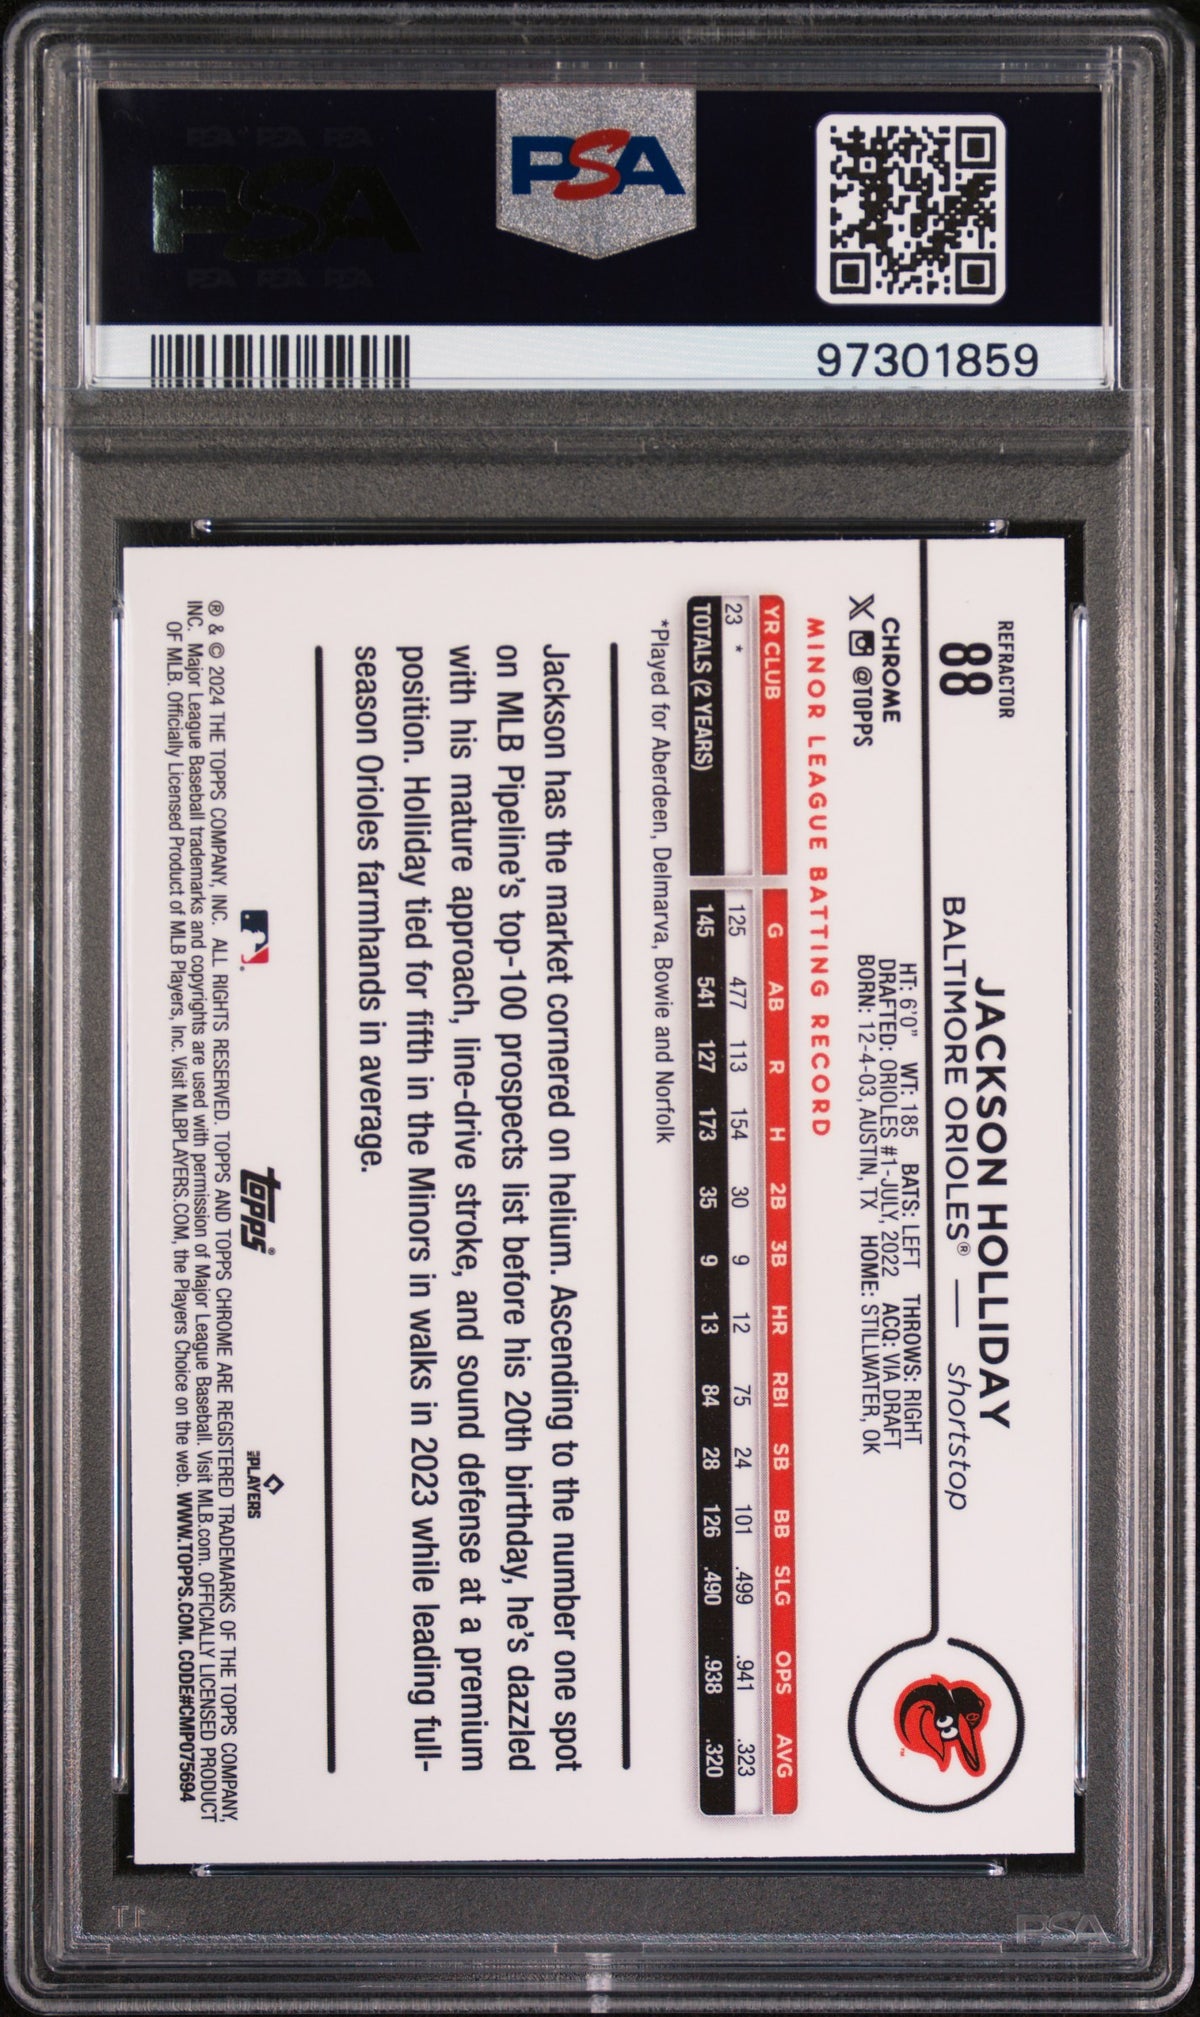 PSA PSA PSA
PSA
PSA PSA PSA
PSA
97301859
REFRACTOR
88
JACKSON HOLLIDAY
BALTIMORE ORIOLES® — shortstop
CHROME
X @TOPPS
HT: 6'0" WT: 185 BATS: LEFT THROWS: RIGHT
DRAFTED: ORIOLES #1-JULY, 2022 ACQ: VIA DRAFT
BORN: 12-4-03, AUSTIN, TX HOME: STILLWATER, OK
MINOR LEAGUE BATTING RECORD
YR CLUB G AB R H 2B 3B HR RBI SB BB SLG OPS AVG
23 * 125 477 113 154 30 9 12 75 24 101 .499 .941 .323
TOTALS (2 YEARS) 145 541 127 173 35 9 13 84 28 126 .490 .938 .320
*Played for Aberdeen, Delmarva, Bowie and Norfolk
Jackson has the market cornered on helium. Ascending to the number one spot
on MLB Pipeline's top-100 prospects list before his 20th birthday, he's dazzled
with his mature approach, line-drive stroke, and sound defense at a premium
position. Holliday tied for fifth in the Minors in walks in 2023 while leading full-
season Orioles farmhands in average.
topps®
PLAYERS
® & © 2024 THE TOPPS COMPANY, INC. ALL RIGHTS RESERVED. TOPPS AND TOPPS CHROME ARE REGISTERED TRADEMARKS OF THE TOPPS COMPANY,
INC. Major League Baseball trademarks and copyrights are used with permission of Major League Baseball. Visit MLB.com. OFFICIALLY LICENSED PRODUCT
OF MLB. Officially Licensed Product of MLB Players, Inc. Visit MLBPLAYERS.COM, the Players Choice on the web. WWW.TOPPS.COM. CODE#CMP075694
PSA